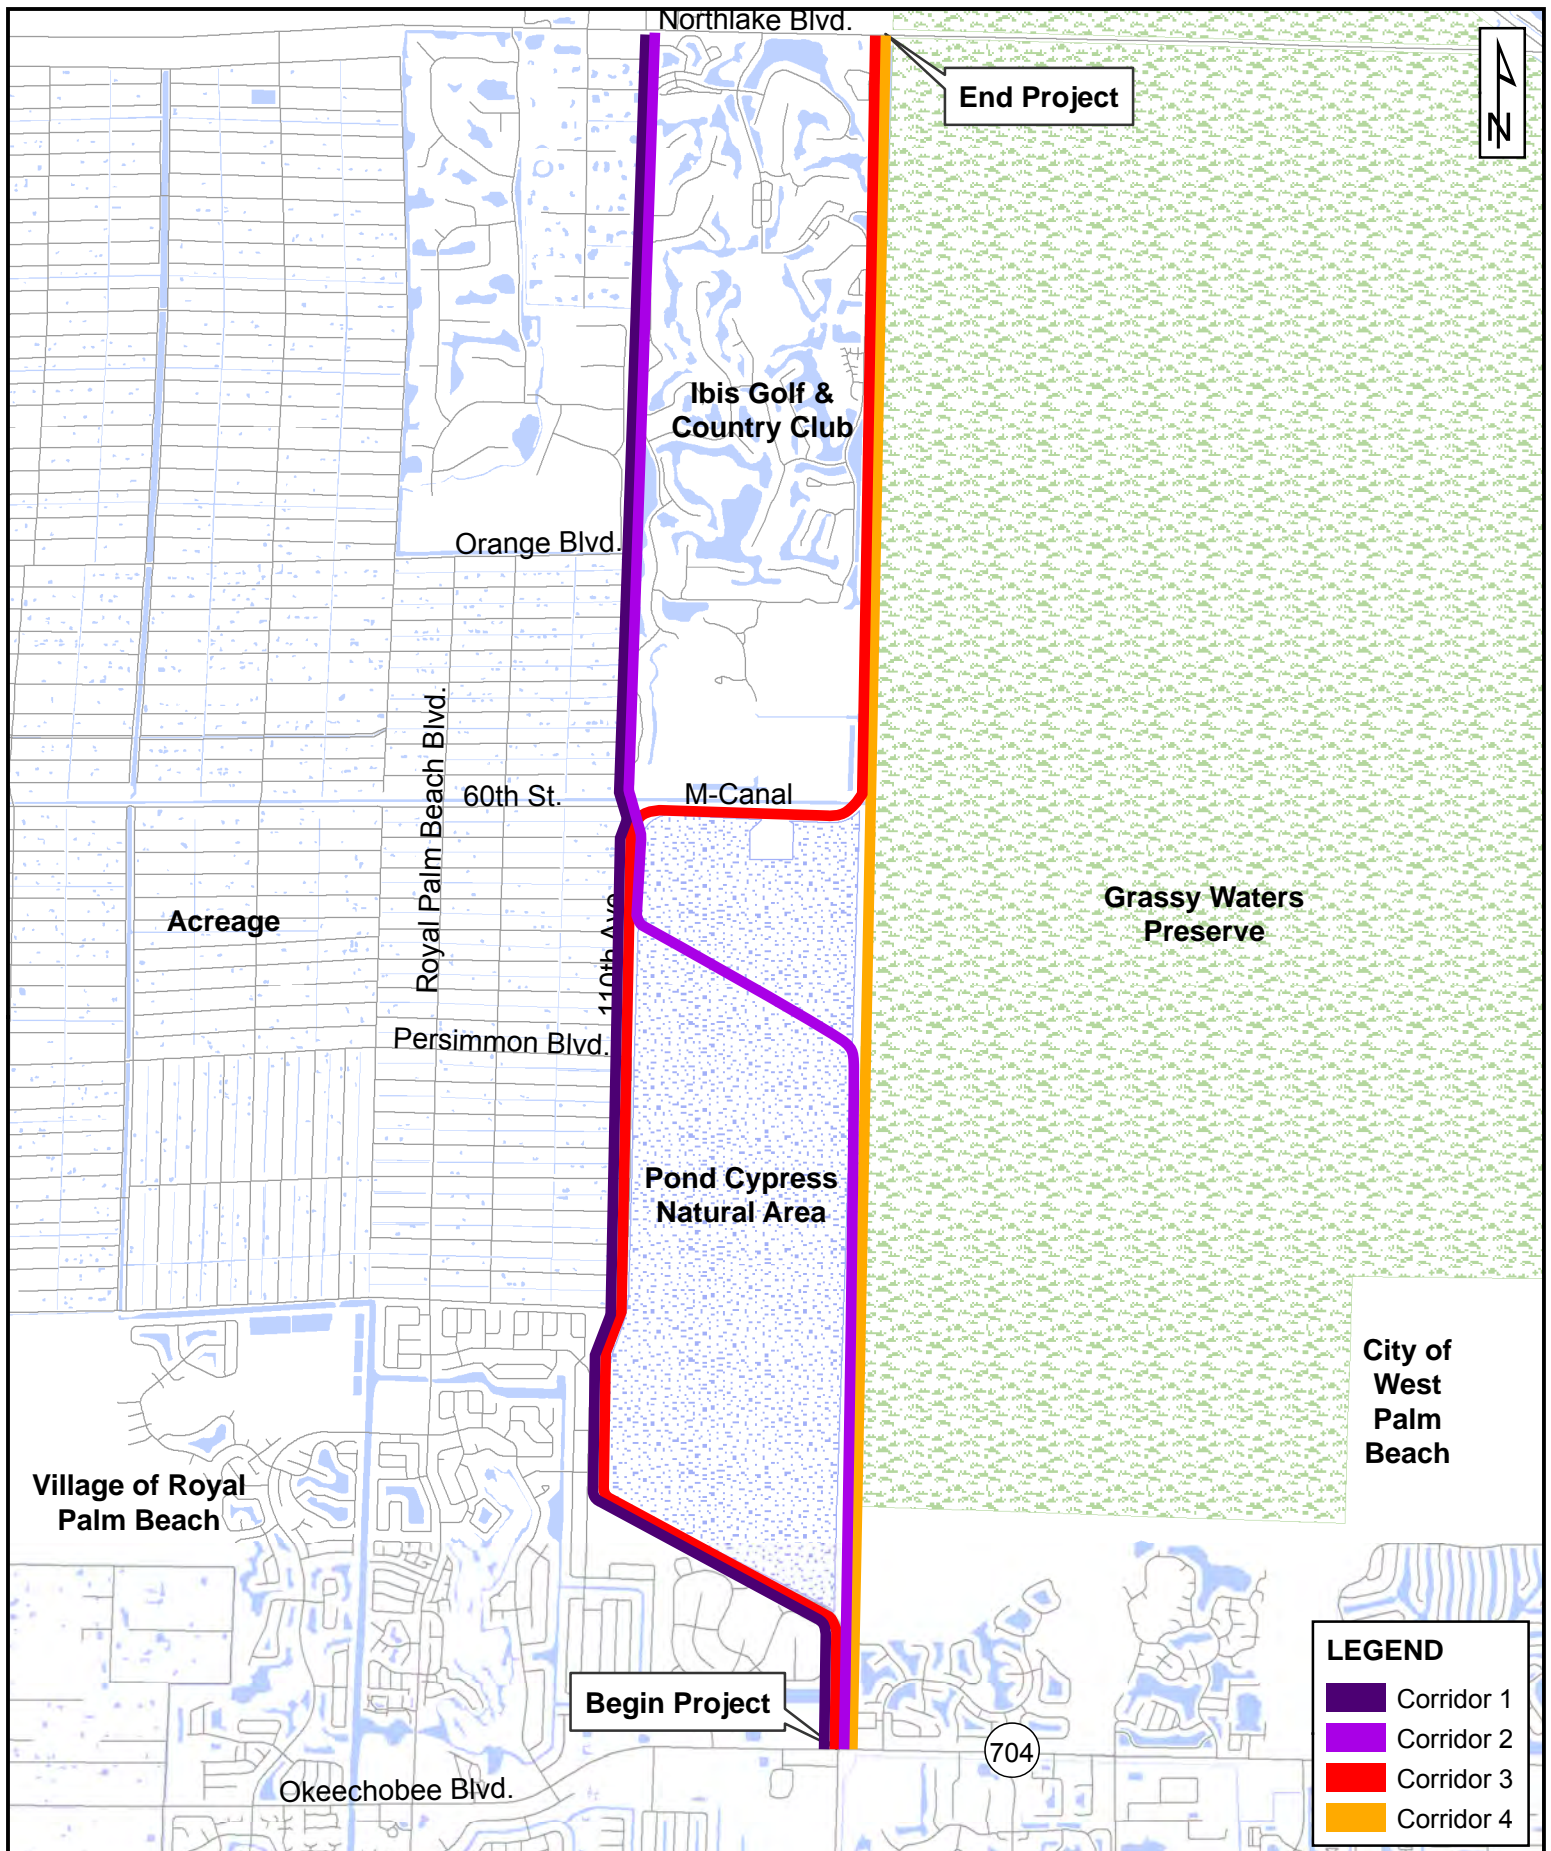 Northlake Blvd.
End Project
N
Ibis Golf &
Country Club
Orange Blvd.
Royal Palm Beach Blvd.
60th St.
M-Canal
Acreage
110th Ave
Grassy Waters
Preserve
Persimmon Blvd.
Pond Cypress
Natural Area
City of
West
Palm
Beach
Village of Royal
Palm Beach
Begin Project
704
Okeechobee Blvd.
LEGEND
Corridor 1
Corridor 2
Corridor 3
Corridor 4